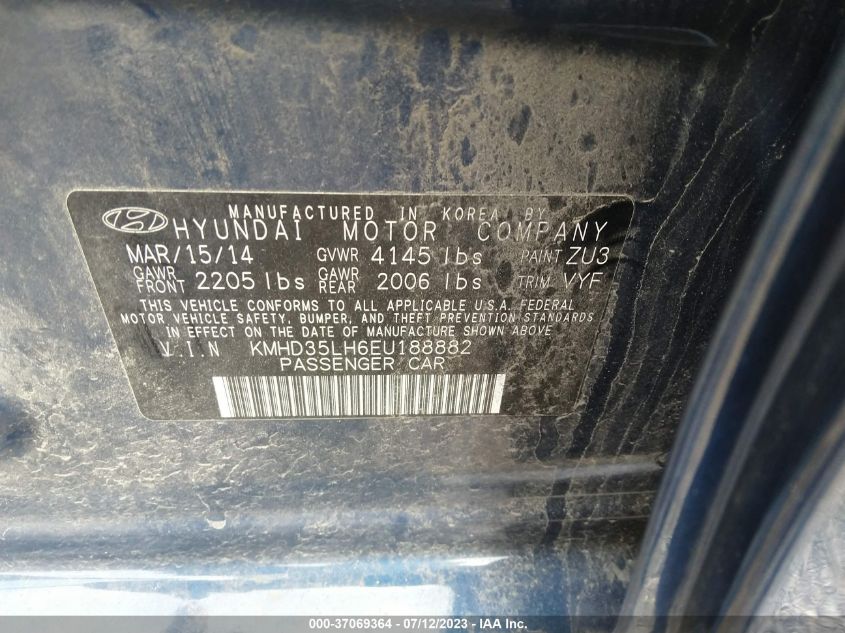 MANUFACTURED IN KOREA BY
HYUNDAI MOTOR COMPANY
MAR/15/14 GVWR 4145 lbs PAINT ZU3
GAWR FRONT 2205 lbs GAWR REAR 2006 lbs TRIM VYF
THIS VEHICLE CONFORMS TO ALL APPLICABLE U.S.A. FEDERAL
MOTOR VEHICLE SAFETY, BUMPER, AND THEFT PREVENTION STANDARDS
IN EFFECT ON THE DATE OF MANUFACTURE SHOWN ABOVE
V.I.N KMHD35LH6EU188882
PASSENGER CAR
000-37069364 - 07/12/2023 - IAA Inc.